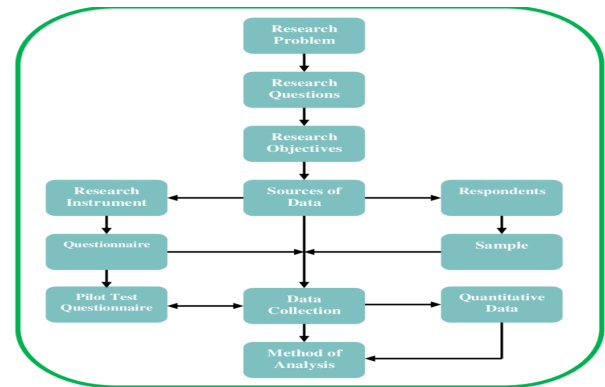 Research
Problem
Research
Questions
Research
Objectives
Research
Instrument
Sources of
Data
Respondents
Questionnaire
Sample
Pilot Test
Questionnaire
Data
Collection
Quantitative
Data
Method of
Analysis